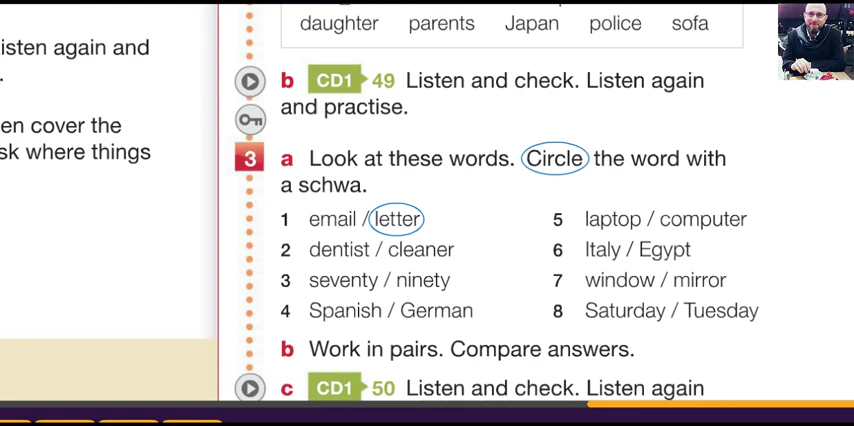 daughter parents Japan police sofa
isten again and
.
b CD1 49 Listen and check. Listen again
and practise.
en cover the
sk where things
3 a Look at these words. Circle the word with
a schwa.
1 email / letter 5 laptop / computer
2 dentist / cleaner 6 Italy / Egypt
3 seventy / ninety 7 window / mirror
4 Spanish / German 8 Saturday / Tuesday
b Work in pairs. Compare answers.
c CD1 50 Listen and check. Listen again